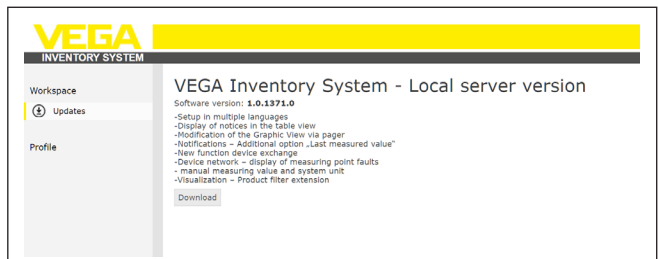 VEGA
INVENTORY SYSTEM
Workspace
Updates
Profile
VEGA Inventory System - Local server version
Software version: 1.0.1371.0
-Setup in multiple languages
-Display of notices in the table view
-Modification of the Graphic View via pager
-Notifications – Additional option „Last measured value"
-New function device exchange
-Device network – display of measuring point faults
- manual measuring value and system unit
-Visualization – Product filter extension
Download